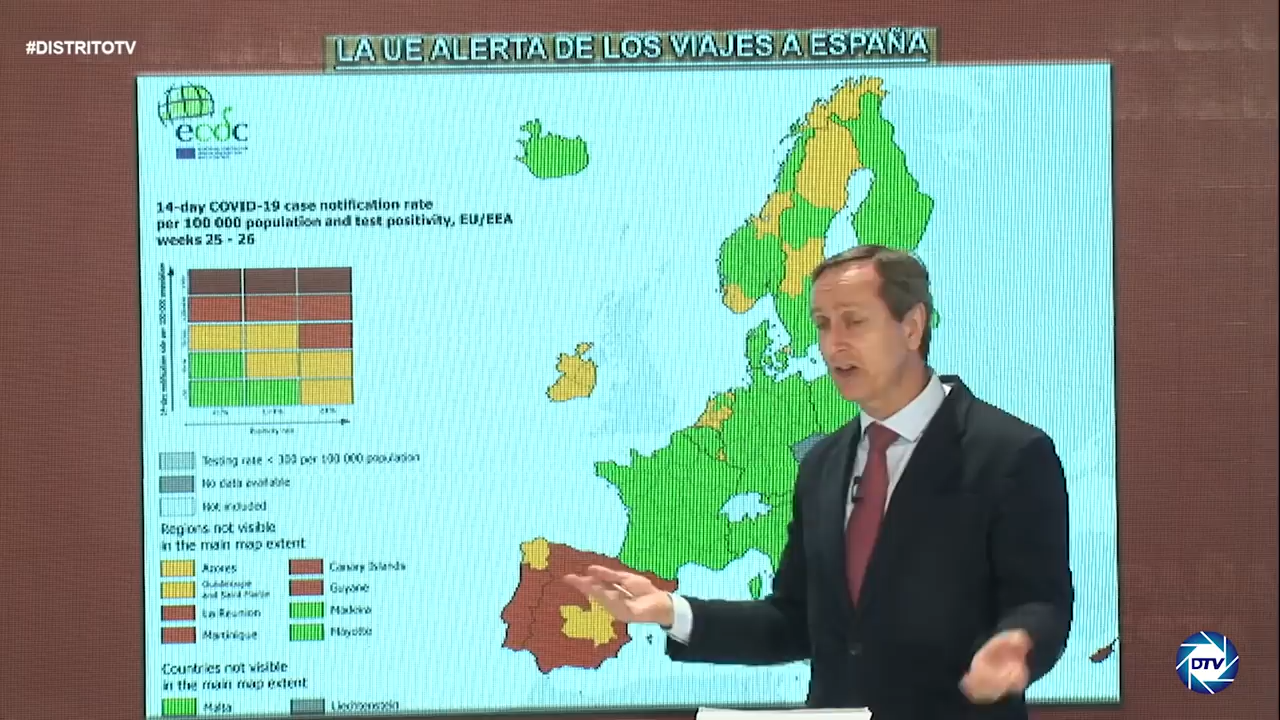 #DISTRITOTV
LA UE ALERTA DE LOS VIAJES A ESPAÑA
ecdc
14-day COVID-19 case notification rate
per 100 000 population and test positivity, EU/EEA
weeks 25 - 26
Positivity rate
Testing rate < 300 per 100 000 population
No data available
Not included
Regions not visible
in the main map extent
Azores
Canary Islands
Guadeloupe
and Saint Martin
Guyane
La Reunion
Madeira
Martinique
Mayotte
Countries not visible
in the main map extent
Malta
Liechtenstein
DTV